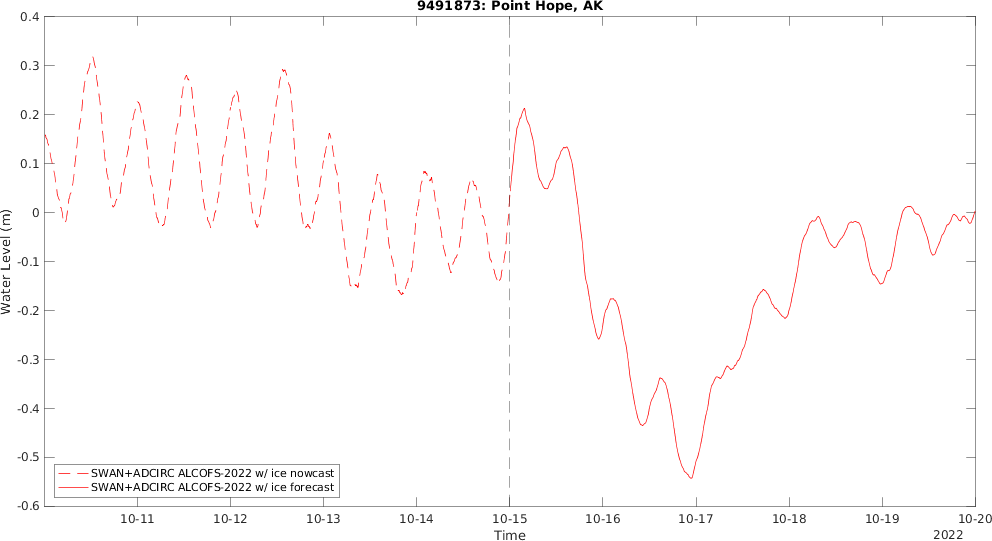 9491873: Point Hope, AK
0.4
0.3
0.2
0.1
0
-0.1
-0.2
-0.3
-0.4
-0.5
-0.6
Water Level (m)
SWAN+ADCIRC ALCOFS-2022 w/ ice nowcast
SWAN+ADCIRC ALCOFS-2022 w/ ice forecast
10-11 10-12 10-13 10-14 10-15 10-16 10-17 10-18 10-19 10-20
Time
2022